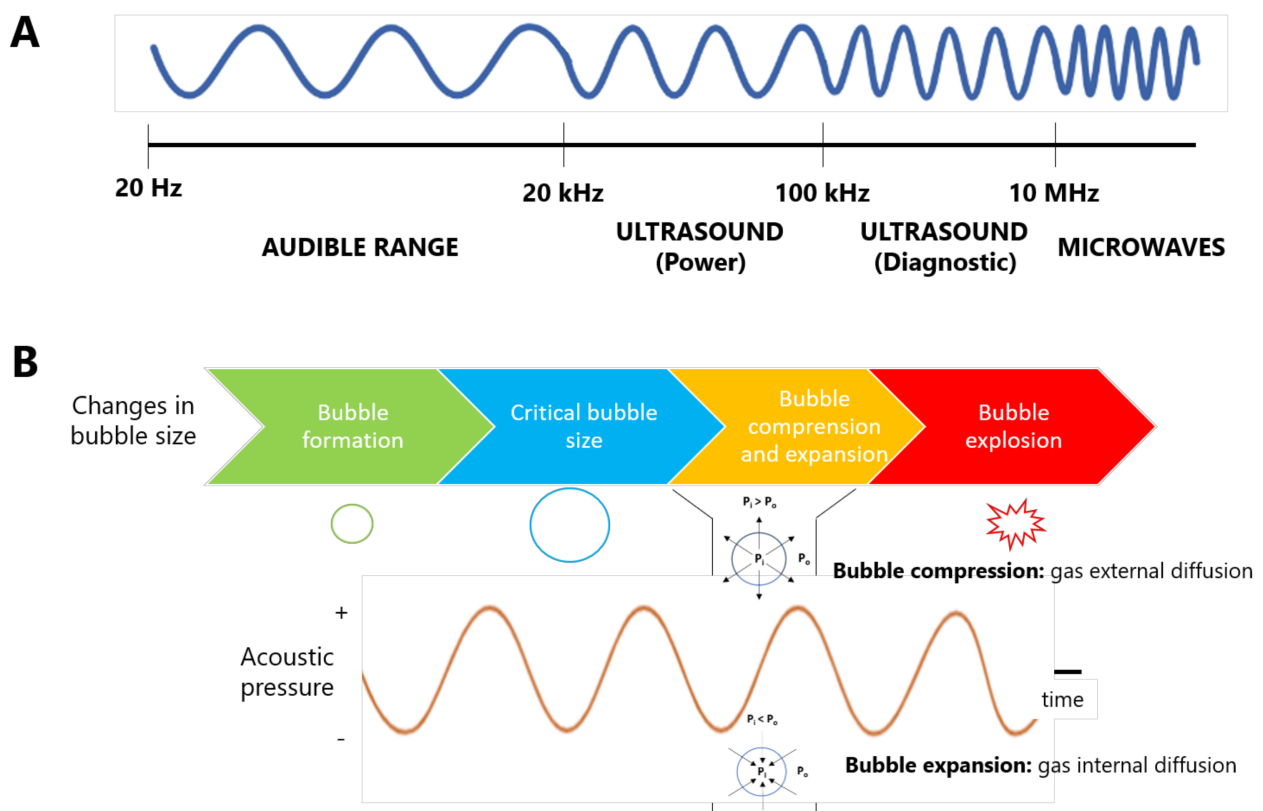 A
20 Hz
20 kHz
100 kHz
10 MHz
AUDIBLE RANGE
ULTRASOUND
(Power)
ULTRASOUND
(Diagnostic)
MICROWAVES
B
Changes in
bubble size
Bubble
formation
Critical bubble
size
Bubble
comprension
and expansion
Bubble
explosion
Pi > Po
Pi
Po
Bubble compression: gas external diffusion
+
Acoustic
pressure
-
time
Pi < Po
Pi
Po
Bubble expansion: gas internal diffusion